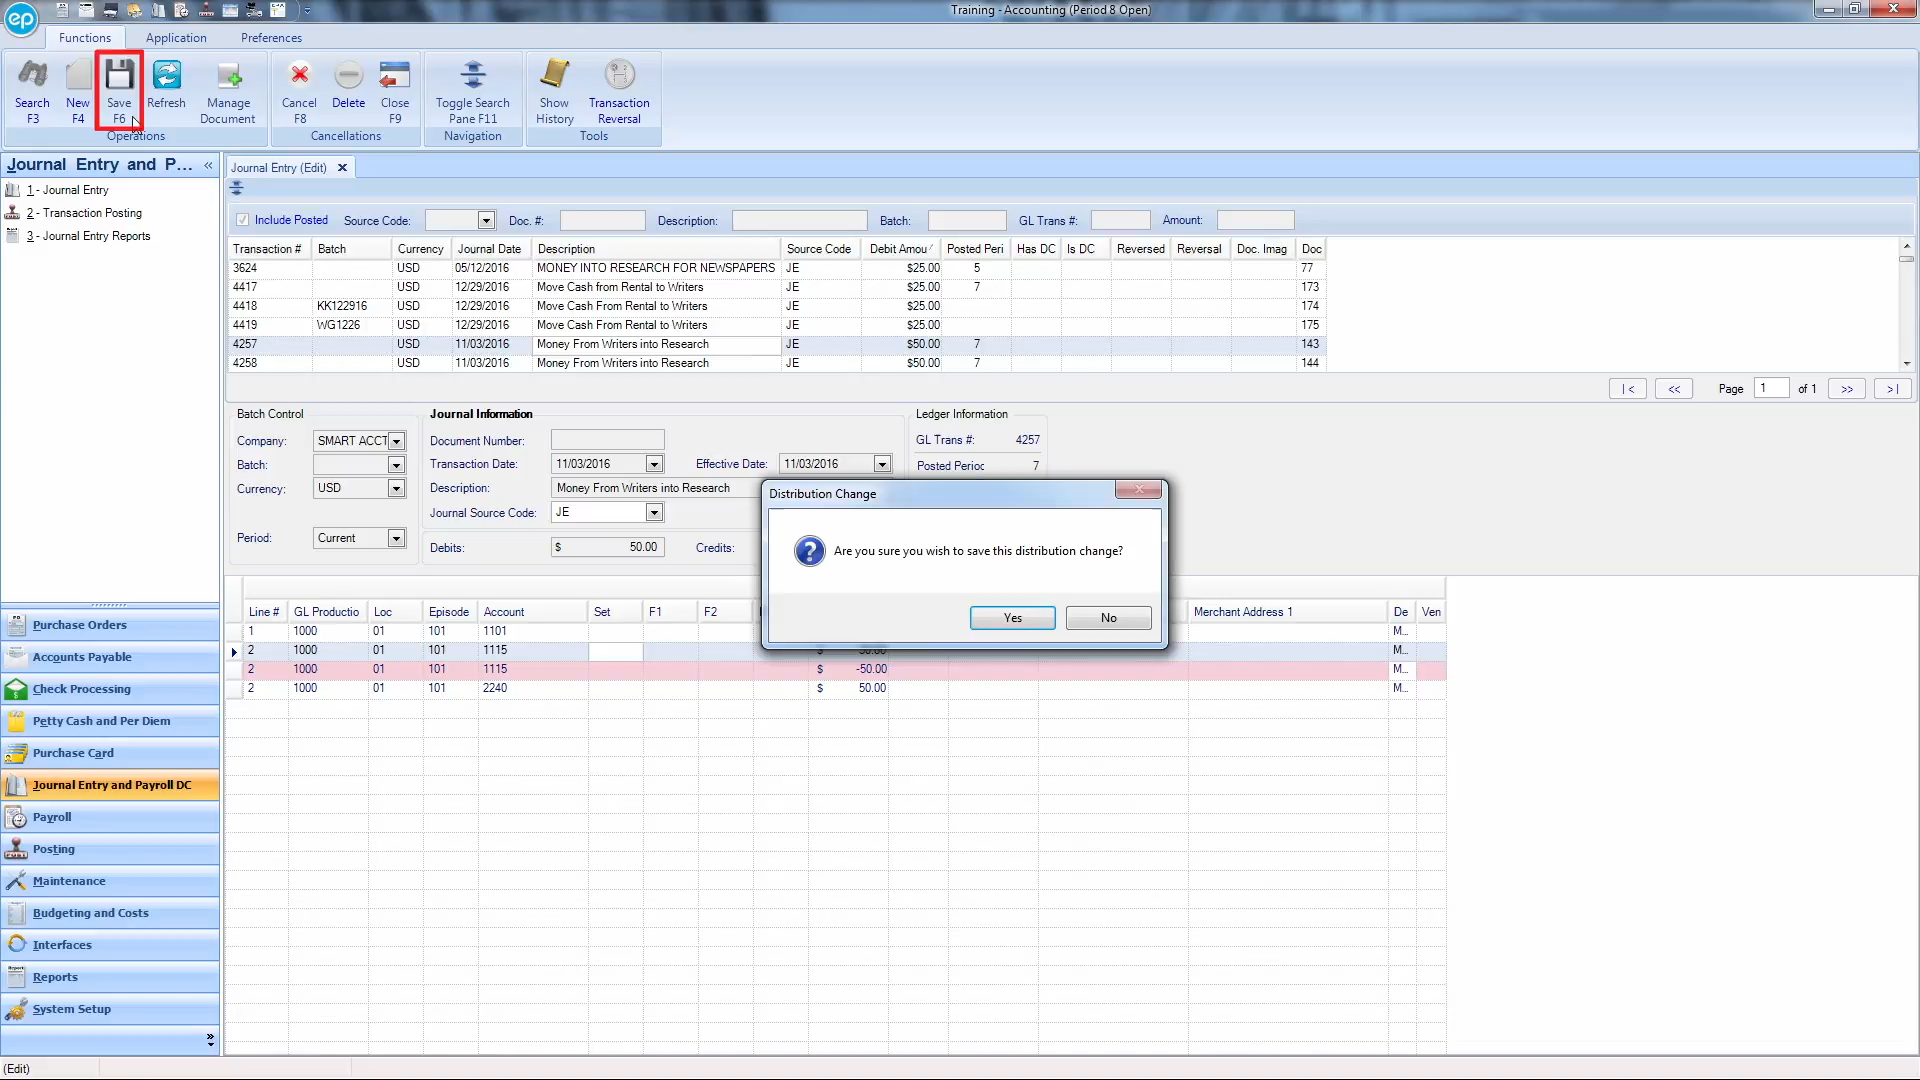 ep
Training - Accounting (Period 8 Open)
Functions Application Preferences
Search F3
New F4
Save F6
Refresh
Manage Document
Operations
Cancel F8
Delete
Close F9
Cancellations
Toggle Search Pane F11
Navigation
Show History
Transaction Reversal
Tools
Journal Entry and P... «
1 - Journal Entry
2 - Transaction Posting
3 - Journal Entry Reports
Journal Entry (Edit)
Include Posted Source Code: Doc. #: Description: Batch: GL Trans #: Amount:
Transaction # Batch Currency Journal Date Description Source Code Debit Amou Posted Peri Has DC Is DC Reversed Reversal Doc. Imag Doc
3624 USD 05/12/2016 MONEY INTO RESEARCH FOR NEWSPAPERS JE $25.00 5 77
4417 USD 12/29/2016 Move Cash from Rental to Writers JE $25.00 7 173
4418 KK122916 USD 12/29/2016 Move Cash From Rental to Writers JE $25.00 174
4419 WG1226 USD 12/29/2016 Move Cash From Rental to Writers JE $25.00 175
4257 USD 11/03/2016 Money From Writers into Research JE $50.00 7 143
4258 USD 11/03/2016 Money From Writers into Research JE $50.00 7 144
|< << Page 1 of 1 >> >|
Batch Control
Company: SMART ACCT
Batch:
Currency: USD
Period: Current
Journal Information
Document Number:
Transaction Date: 11/03/2016 Effective Date: 11/03/2016
Description: Money From Writers into Research
Journal Source Code: JE
Debits: $ 50.00 Credits:
Ledger Information
GL Trans #: 4257
Posted Perioc 7
Distribution Change
Are you sure you wish to save this distribution change?
Yes No
Line # GL Productio Loc Episode Account Set F1 F2 Merchant Address 1 De Ven
1 1000 01 101 1101 M...
2 1000 01 101 1115 $ 50.00 M...
2 1000 01 101 1115 $ -50.00 M...
2 1000 01 101 2240 $ 50.00 M...
Purchase Orders
Accounts Payable
Check Processing
Petty Cash and Per Diem
Purchase Card
Journal Entry and Payroll DC
Payroll
Posting
Maintenance
Budgeting and Costs
Interfaces
Reports
System Setup
(Edit)